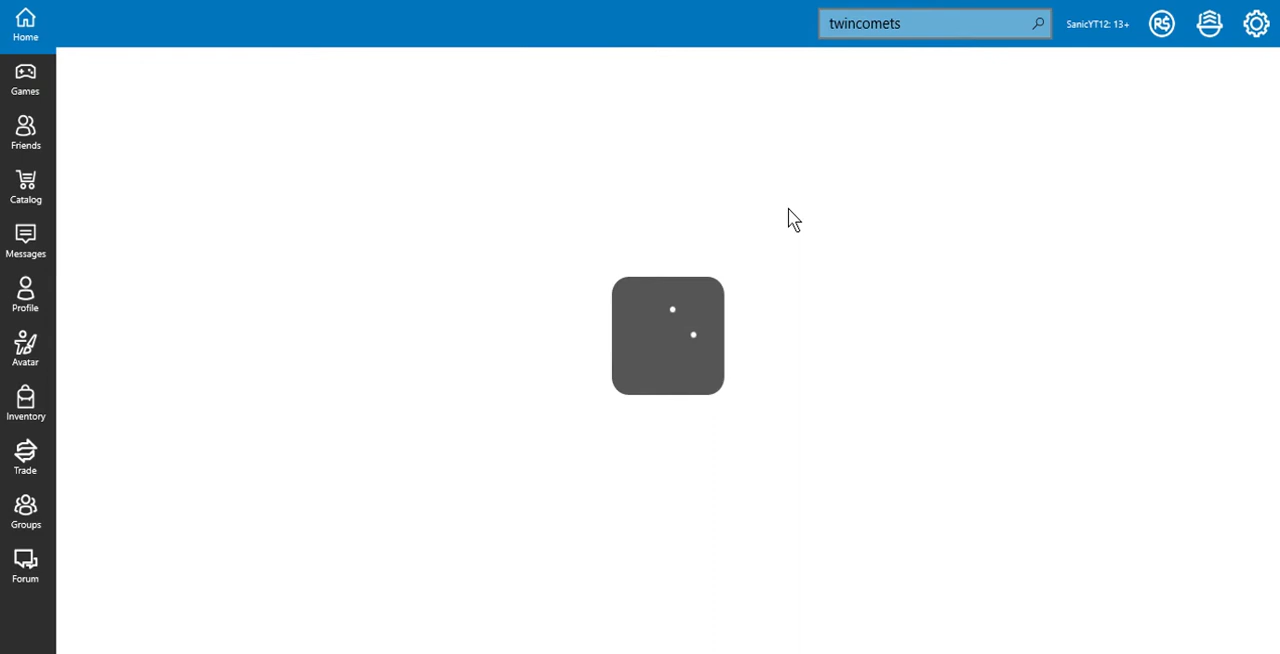 Home
twincomets
SanicYT12: 13+
R$
Games
Friends
Catalog
Messages
Profile
Avatar
Inventory
Trade
Groups
Forum